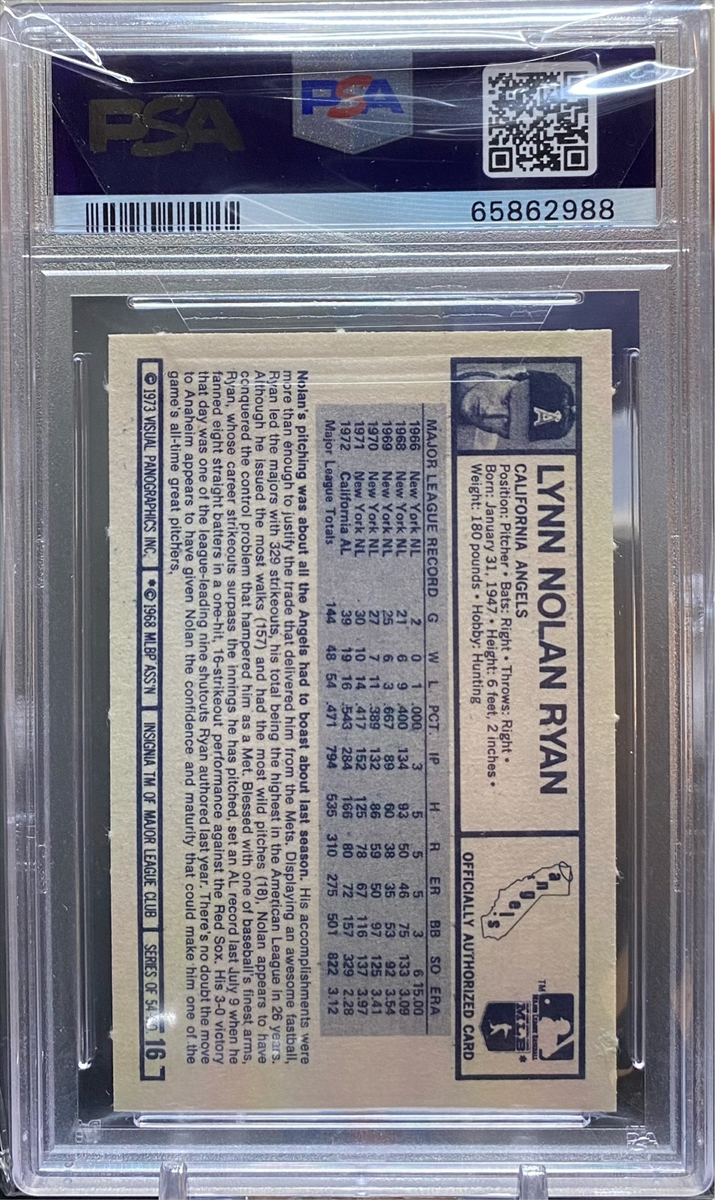 PSA
PSA
65862988
LYNN NOLAN RYAN
CALIFORNIA ANGELS
Position: Pitcher • Bats: Right • Throws: Right •
Born: January 31, 1947 • Height: 6 feet, 2 inches •
Weight: 180 pounds • Hobby: Hunting
angels
TM
MLB *
OFFICIALLY AUTHORIZED CARD
MAJOR LEAGUE RECORD G W L PCT. IP H R ER BB SO ERA
1966 New York NL 2 0 1 .000 3 5 5 5 3 6 15.00
1968 New York NL 21 6 9 .400 134 93 50 46 75 133 3.09
1969 New York NL 25 6 3 .667 89 60 38 35 53 92 3.54
1970 New York NL 27 7 11 .389 132 86 59 50 97 125 3.41
1971 New York NL 30 10 14 .417 152 125 78 67 116 137 3.97
1972 California AL 39 19 16 .543 284 166 80 72 157 329 2.28
Major League Totals 144 48 54 .471 794 535 310 275 501 822 3.12
Nolan's pitching was about all the Angels had to boast about last season. His accomplishments were
more than enough to justify the trade that delivered him from the Mets. Displaying an awesome fastball,
Ryan led the majors with 329 strikeouts, his total being the highest in the American League in 26 years.
Although he issued the most walks (157) and had the most wild pitches (18), Nolan appears to have
conquered the control problem that hampered him as a Met. Blessed with one of baseball's finest arms,
Ryan, whose career strikeouts surpass the innings he has pitched, set an AL record last July 9 when he
fanned eight straight batters in a one-hit, 16-strikeout performance against the Red Sox. His 3-0 victory
that day was one of the league-leading nine shutouts Ryan authored last year. There's no doubt the move
to Anaheim appears to have given Nolan the confidence and maturity that could make him one of the
game's all-time great pitchers.
© 1973 VISUAL PANOGRAPHICS INC. *© 1968 MLBP ASS'N INSIGNIA TM OF MAJOR LEAGUE CLUB SERIES OF 54 NO 16